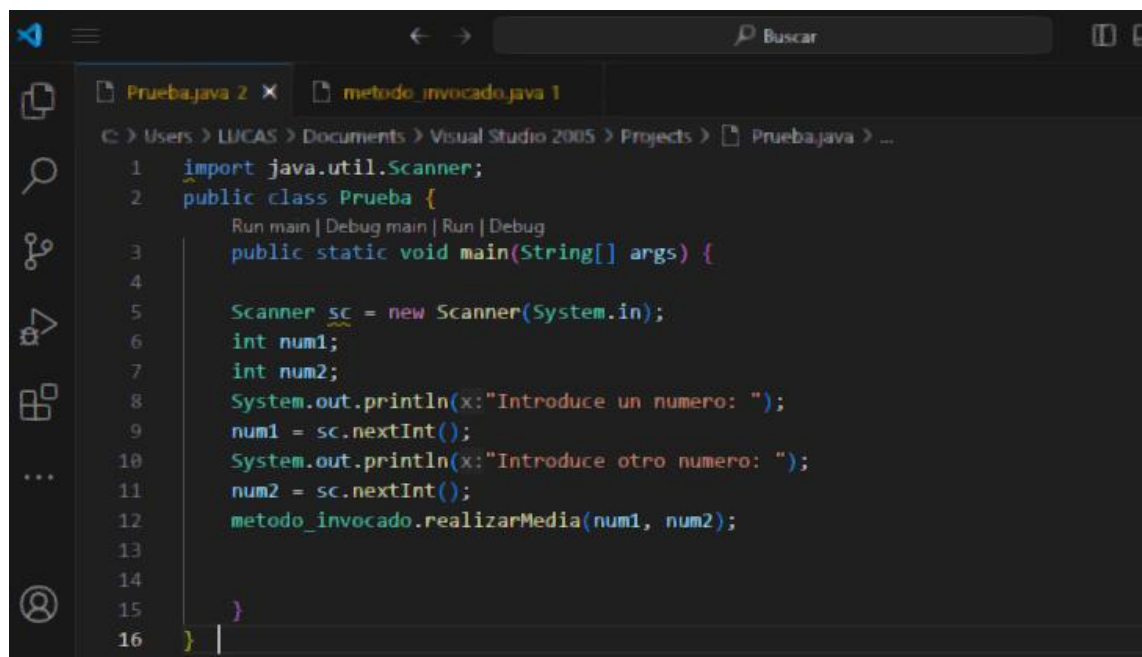 Buscar
Prueba.java 2
metodo_invocado.java 1
C: > Users > LUCAS > Documents > Visual Studio 2005 > Projects > Prueba.java > ...
1 import java.util.Scanner;
2 public class Prueba {
Run main | Debug main | Run | Debug
3 public static void main(String[] args) {
4
5 Scanner sc = new Scanner(System.in);
6 int num1;
7 int num2;
8 System.out.println(x:"Introduce un numero: ");
9 num1 = sc.nextInt();
10 System.out.println(x:"Introduce otro numero: ");
11 num2 = sc.nextInt();
12 metodo_invocado.realizarMedia(num1, num2);
13
14
15 }
16 }